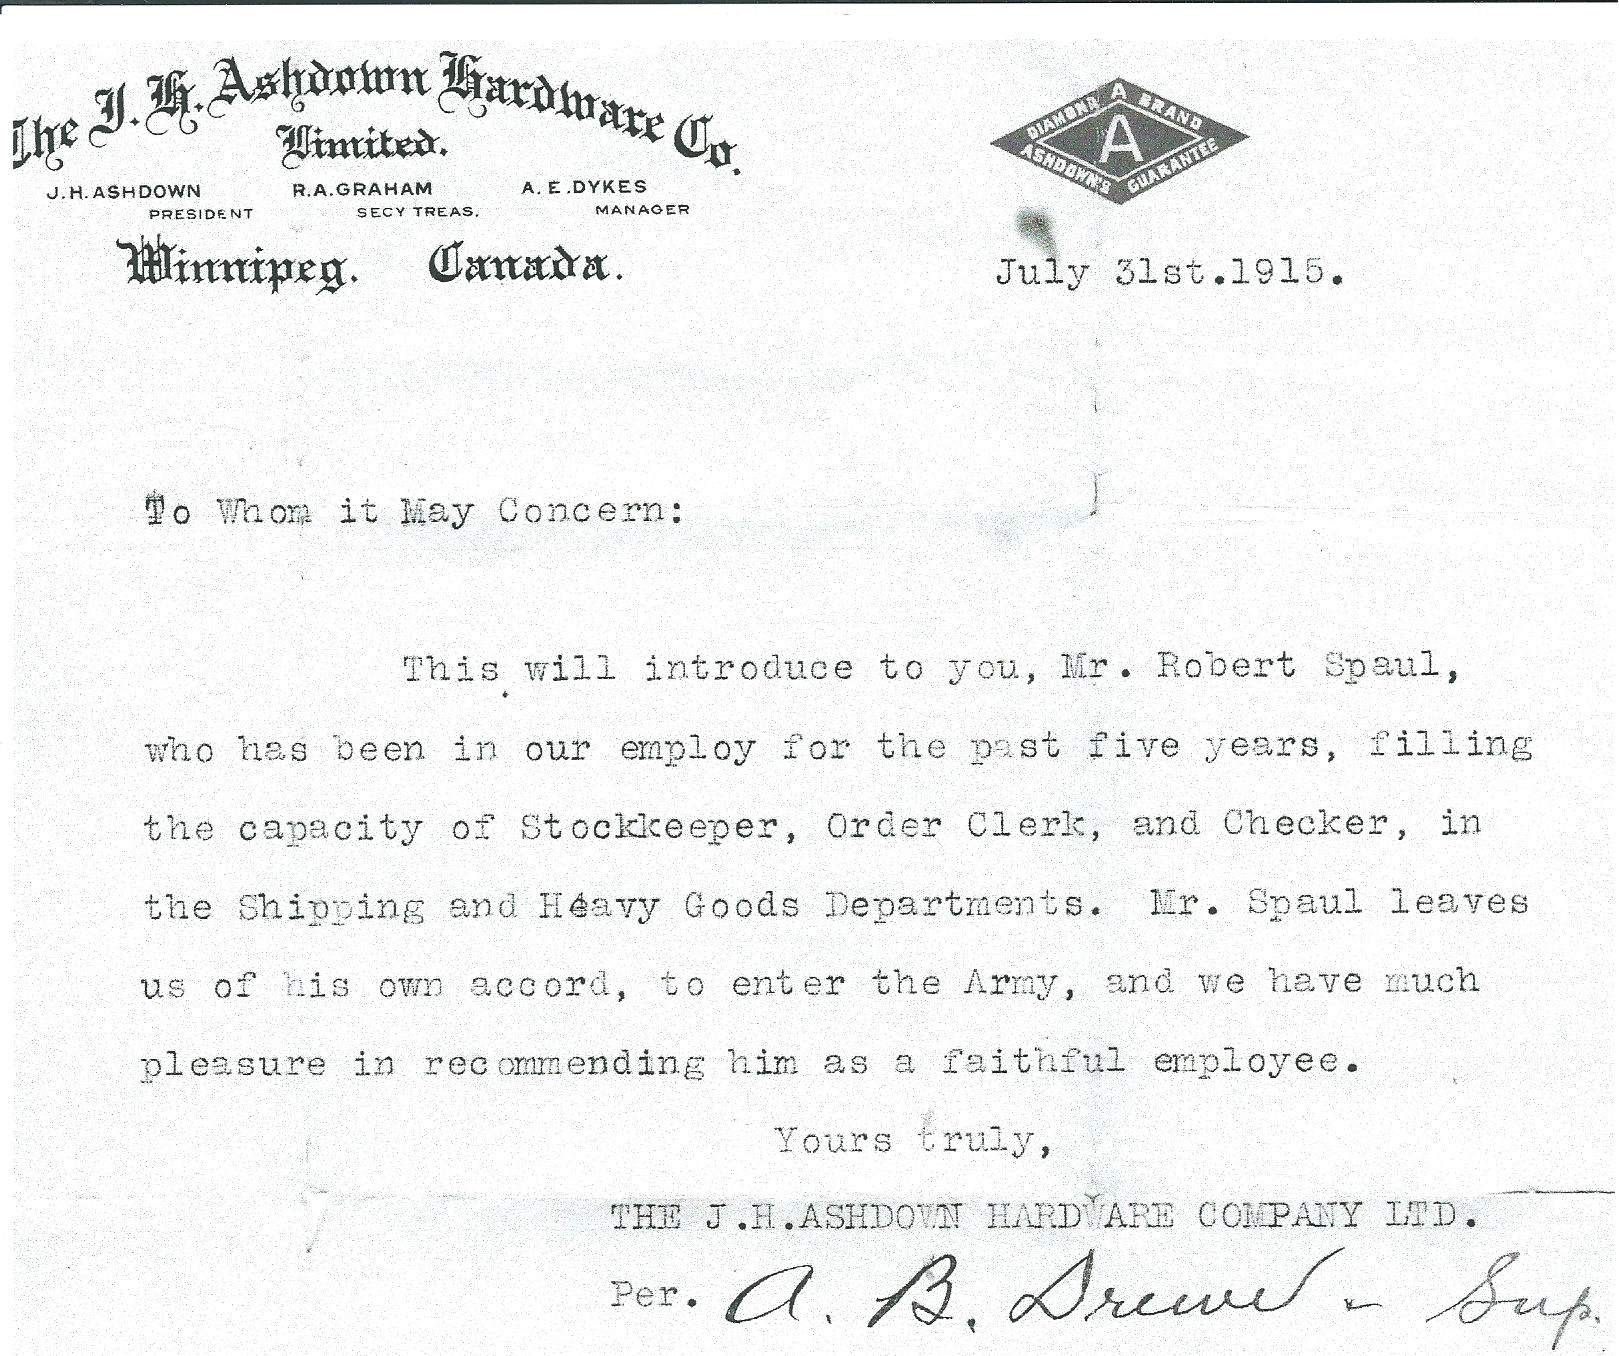 The J. H. Ashdown Hardware Co.
Limited.
J.H. ASHDOWN R.A. GRAHAM A. E. DYKES
PRESIDENT SECY TREAS. MANAGER
Winnipeg. Canada.
DIAMOND A BRAND
A
ASHDOWN'S GUARANTEE
July 31st.1915.
To Whom it May Concern:
This will introduce to you, Mr. Robert Spaul,
who has been in our employ for the past five years, filling
the capacity of Stockkeeper, Order Clerk, and Checker, in
the Shipping and Heavy Goods Departments. Mr. Spaul leaves
us of his own accord, to enter the Army, and we have much
pleasure in recommending him as a faithful employee.
Yours truly,
THE J.H.ASHDOWN HARDWARE COMPANY LTD.
Per. A. B. Drewe - Sup.